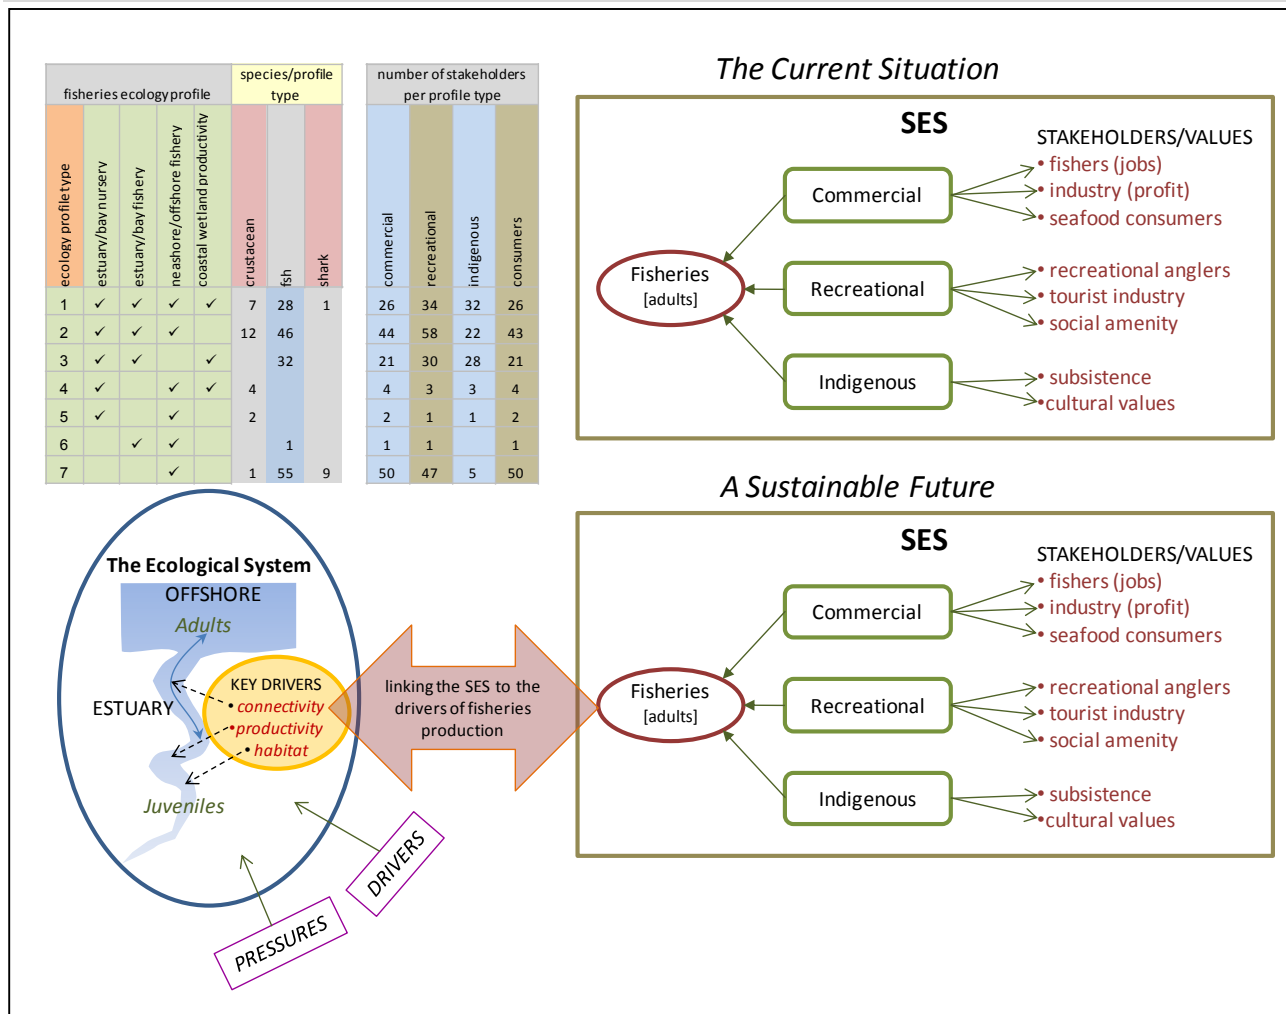 fisheries ecology profile
species/profile
type
number of stakeholders
per profile type
ecology profile type
estuary/bay nursery
estuary/bay fishery
neashore/offshore fishery
coastal wetland productivity
crustacean
fsh
shark
commercial
recreational
indigenous
consumers
1 ✓ ✓ ✓ ✓ 7 28 1 26 34 32 26
2 ✓ ✓ ✓ 12 46 44 58 22 43
3 ✓ ✓ ✓ 32 21 30 28 21
4 ✓ ✓ ✓ 4 4 3 3 4
5 ✓ ✓ 2 2 1 1 2
6 ✓ ✓ 1 1 1 1
7 ✓ 1 55 9 50 47 5 50
The Current Situation
SES
STAKEHOLDERS/VALUES
Commercial
• fishers (jobs)
• industry (profit)
• seafood consumers
Fisheries
[adults]
Recreational
• recreational anglers
• tourist industry
• social amenity
Indigenous
• subsistence
•cultural values
The Ecological System
OFFSHORE
Adults
ESTUARY
KEY DRIVERS
• connectivity
•productivity
• habitat
Juveniles
linking the SES to the
drivers of fisheries
production
DRIVERS
PRESSURES
A Sustainable Future
SES
STAKEHOLDERS/VALUES
Commercial
• fishers (jobs)
• industry (profit)
• seafood consumers
Fisheries
[adults]
Recreational
• recreational anglers
• tourist industry
• social amenity
Indigenous
• subsistence
•cultural values